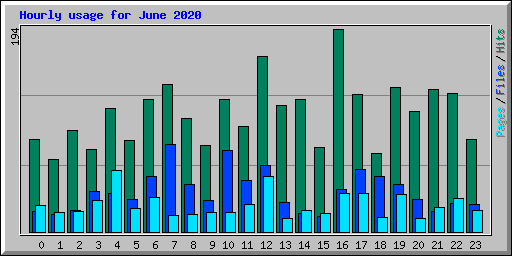 Hourly usage for June 2020
194
Pages / Files / Hits
0 1 2 3 4 5 6 7 8 9 10 11 12 13 14 15 16 17 18 19 20 21 22 23